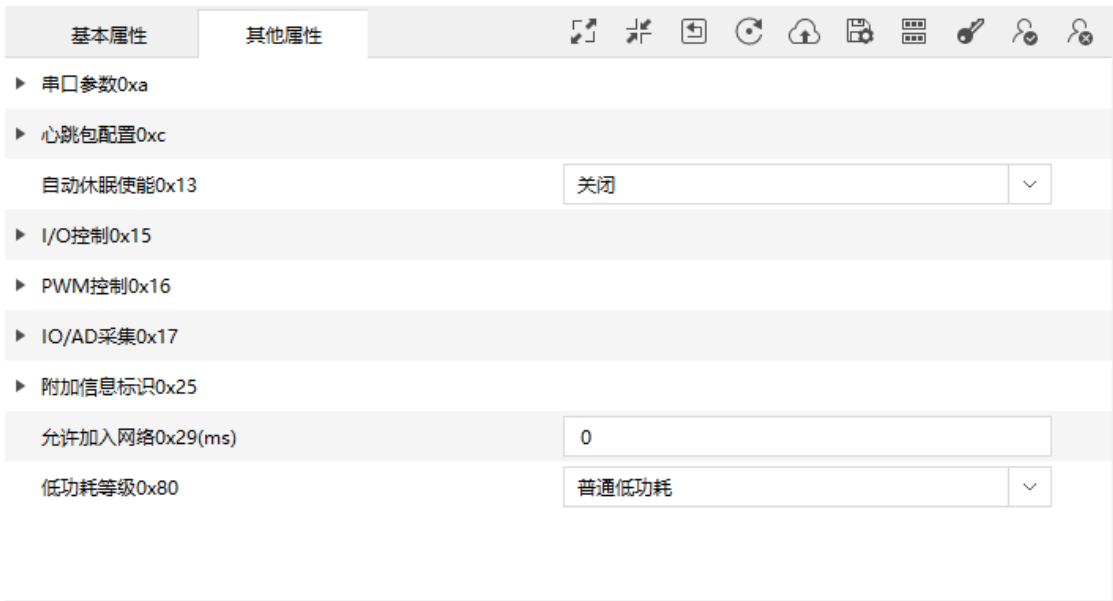 基本属性 其他属性
串口参数0xa
心跳包配置0xc
自动休眠使能0x13 关闭
I/O控制0x15
PWM控制0x16
IO/AD采集0x17
附加信息标识0x25
允许加入网络0x29(ms) 0
低功耗等级0x80 普通低功耗